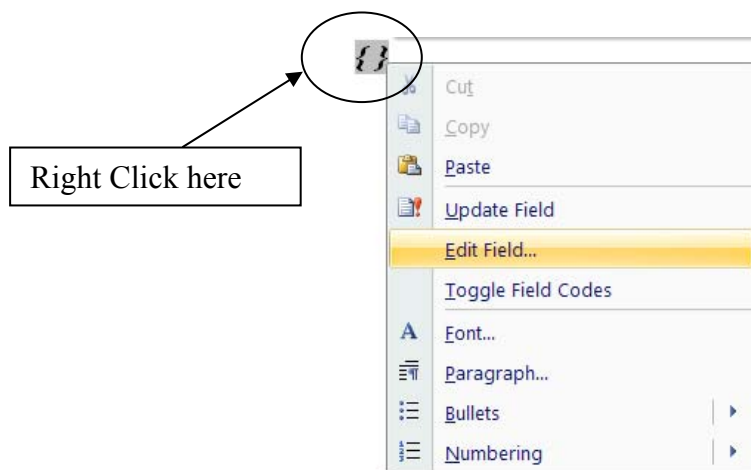 { }
Cut
Copy
Paste
Right Click here
Update Field
Edit Field...
Toggle Field Codes
A Font...
Paragraph...
Bullets
Numbering